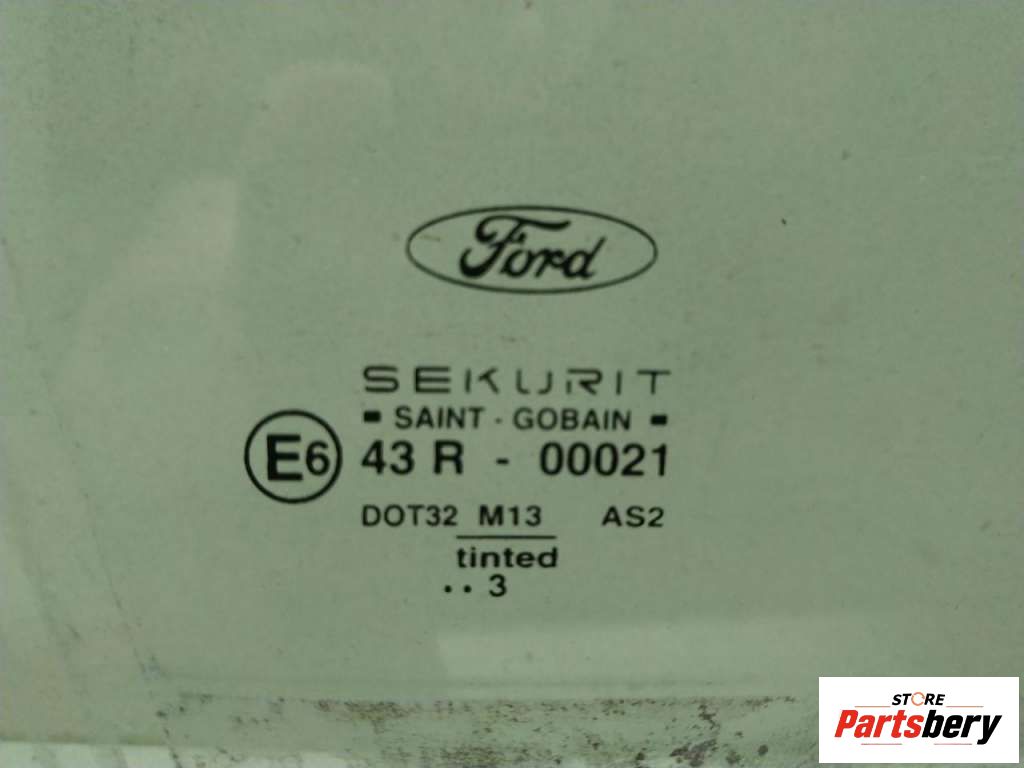 Ford
SEKURIT
SAINT - GOBAIN
E6 43 R - 00021
DOT32 M13 AS2
tinted
.. 3
STORE
Partsbery